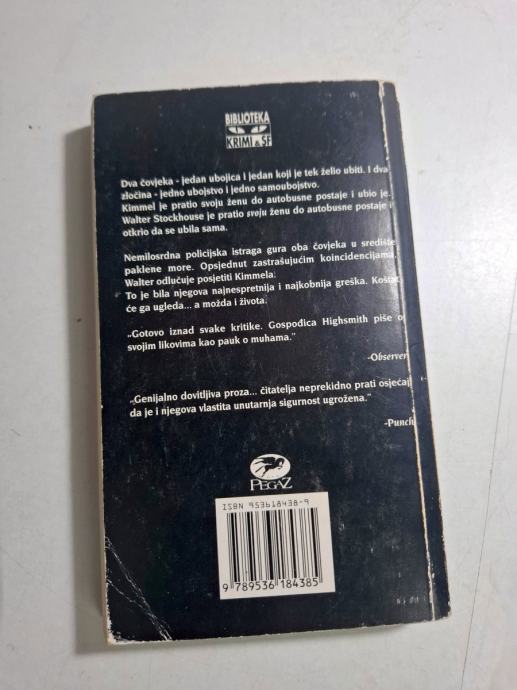 BIBLIOTEKA
KRIMI & SF
Dva čovjeka - jedan ubojica i jedan koji je tek želio ubiti. I dva
zločina - jedno ubojstvo i jedno samoubojstvo.
Kimmel je pratio svoju ženu do autobusne postaje i ubio je.
Walter Stockhouse je pratio svoju ženu do autobusne postaje i
otkrio da se ubila sama.
Nemilosrdna policijska istraga gura oba čovjeka u središte
paklene more. Opsjednut zastrašujućim koincidencijama,
Walter odlučuje posjetiti Kimmela.
To je bila njegova najnespretnija i najkobnija greška. Koštat
će ga ugleda... a možda i života.
„Gotovo iznad svake kritike. Gospođica Highsmith piše o
svojim likovima kao pauk o muhama."
-Observer
„Genijalno dovitljiva proza... čitatelja neprekidno prati osjećaj
da je i njegova vlastita unutarnja sigurnost ugrožena."
-Punch
PEGAZ
ISBN 953618438-9
9 789536 184385